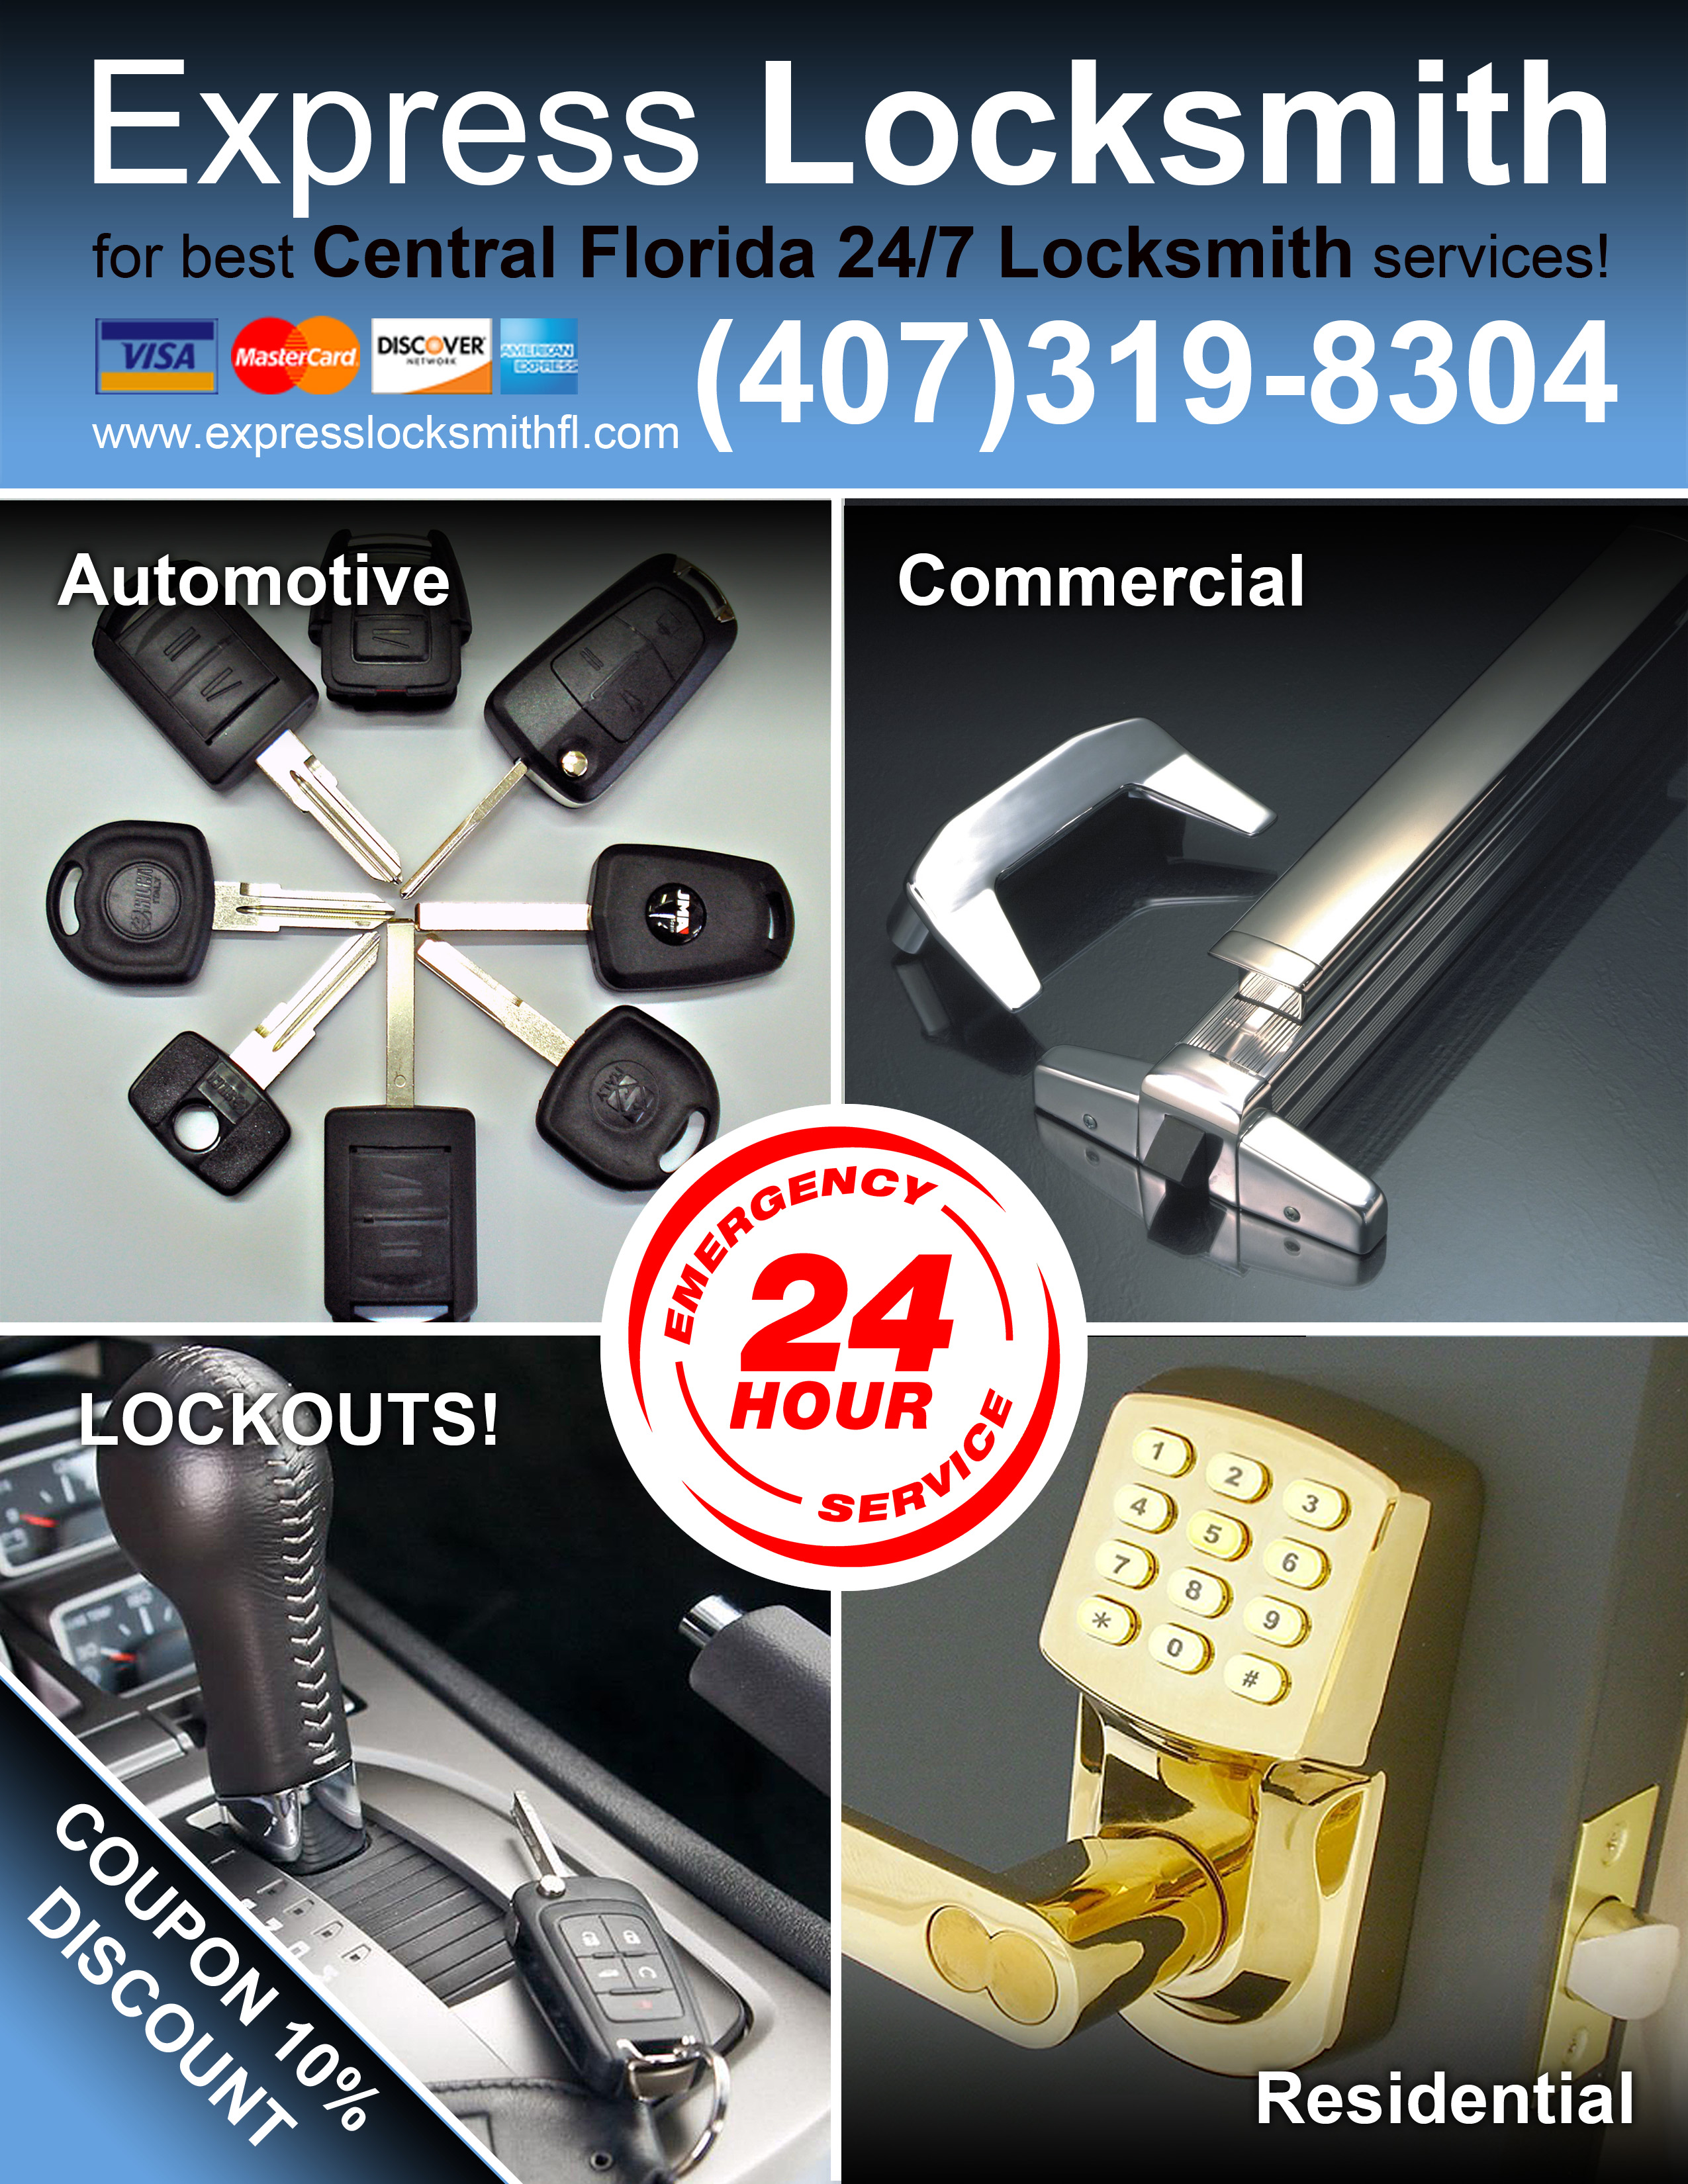 Express Locksmith
for best Central Florida 24/7 Locksmith services!
VISA
MasterCard
DISCOVER
NETWORK
AMERICAN
EXPRESS
(407)319-8304
www.expresslocksmithfl.com
Automotive
Commercial
JMA
EMERGENCY
24
HOUR
SERVICE
LOCKOUTS!
1
2
3
4
5
6
7
8
9
*
0
#
COUPON 10%
DISCOUNT
Residential